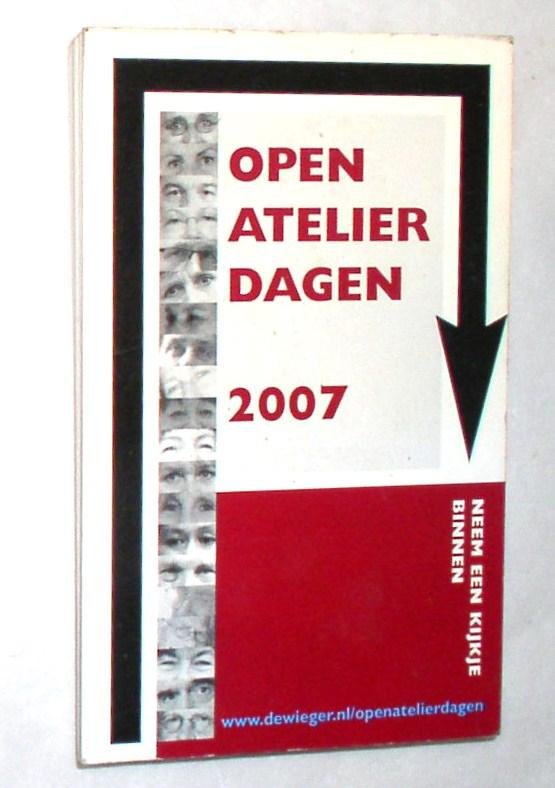 OPEN
ATELIER
DAGEN
2007
NEEM EEN KIJKJE
BINNEN
www.dewieger.nl/openatelierdagen